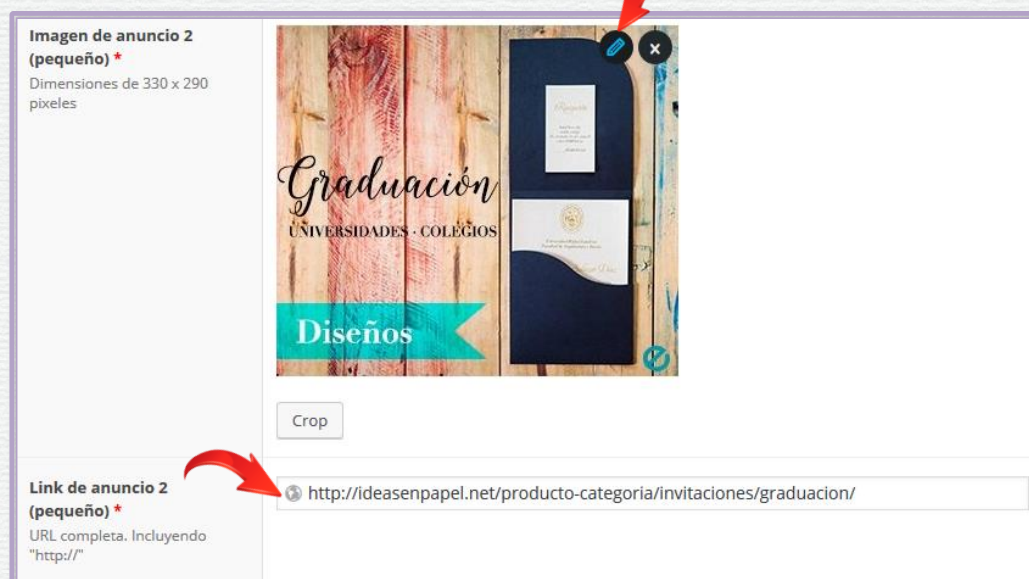 Imagen de anuncio 2
(pequeño) *
Dimensiones de 330 x 290
pixeles
x
Graduación
UNIVERSIDADES · COLEGIOS
Diseños
Crop
Link de anuncio 2
(pequeño) *
URL completa. Incluyendo
"http://"
http://ideasenpapel.net/producto-categoria/invitaciones/graduacion/